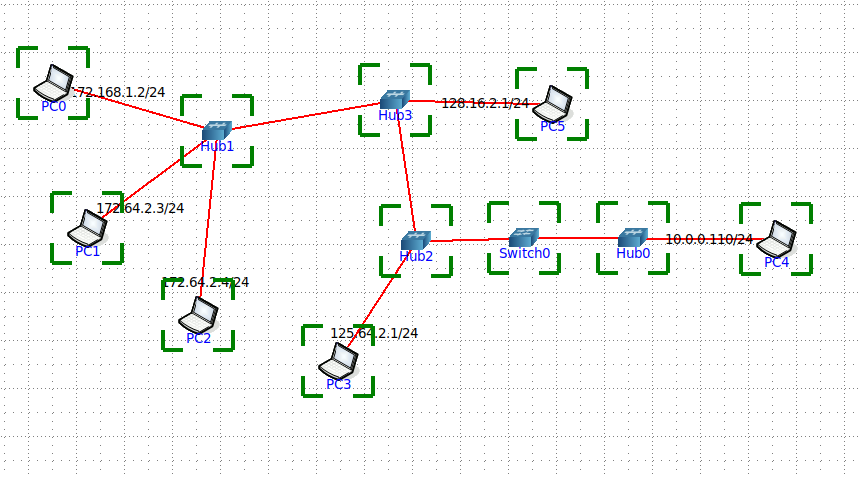 172.168.1.2/24
PC0
Hub1
Hub3
128.16.2.1/24
PC5
172.64.2.3/24
PC1
172.64.2.4/24
PC2
Hub2
Switch0
Hub0
10.0.0.110/24
PC4
125.64.2.1/24
PC3